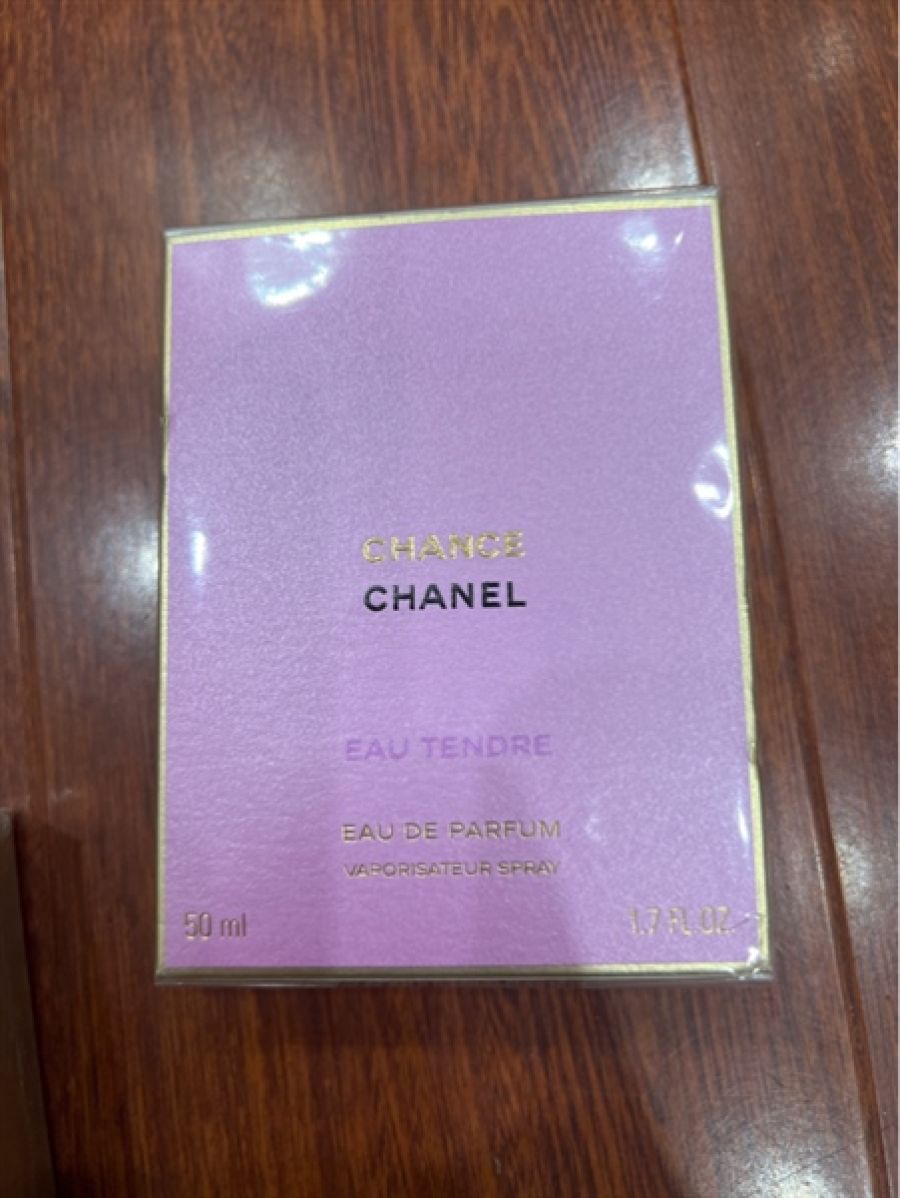 CHANCE
CHANEL
EAU TENDRE
EAU DE PARFUM
VAPORISATEUR SPRAY
50 ml
1.7 FL.OZ.